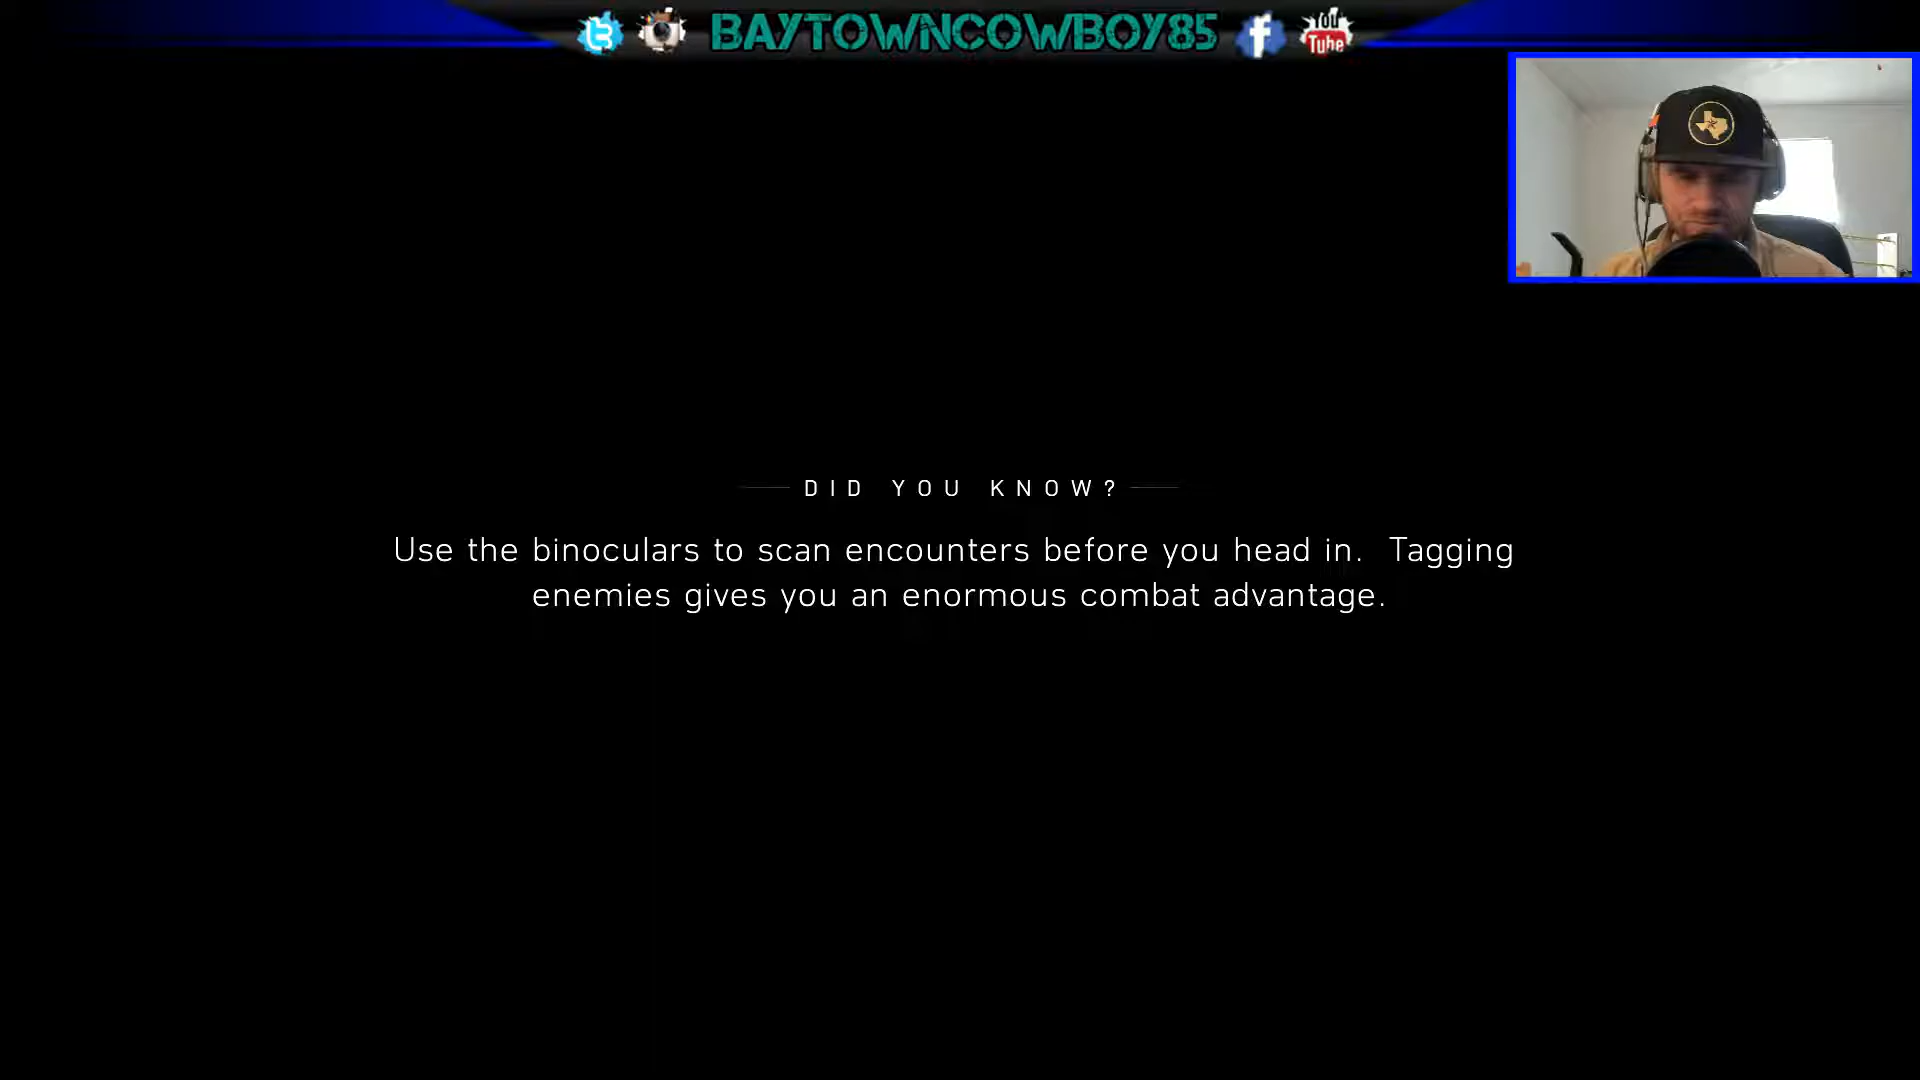 BAYTOWNCOWBOY85
You
Tube
DID YOU KNOW?
Use the binoculars to scan encounters before you head in. Tagging
enemies gives you an enormous combat advantage.